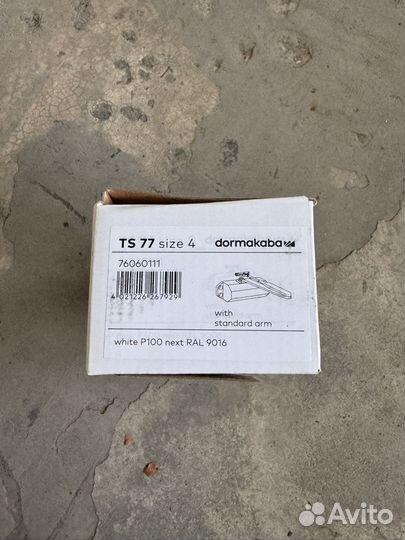 TS 77 size 4
dormakaba
76060111
4 021226 267929
with
standard arm
white P100 next RAL 9016
Avito